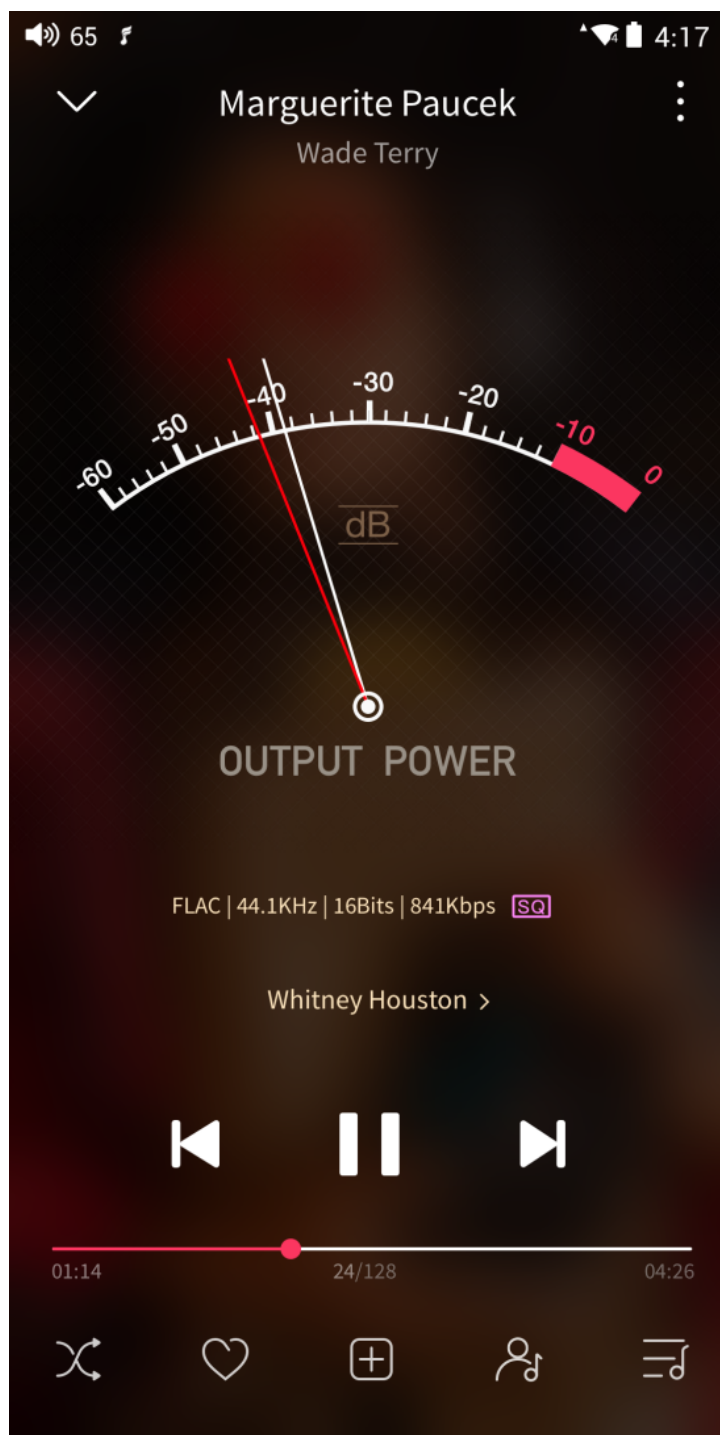 65 4:17
Marguerite Paucek
Wade Terry
-60 -50 -40 -30 -20 -10 0
dB
OUTPUT POWER
FLAC | 44.1KHz | 16Bits | 841Kbps SQ
Whitney Houston >
01:14 24/128 04:26